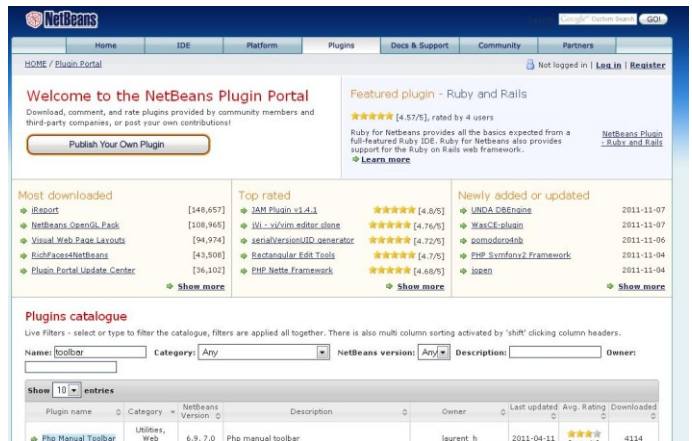 NetBeans
Google™ Custom Search GO!
Home IDE Platform Plugins Docs & Support Community Partners
HOME / Plugin Portal
Not logged in | Log in | Register
Welcome to the NetBeans Plugin Portal
Download, comment, and rate plugins provided by community members and
third-party companies, or post your own contributions!
Publish Your Own Plugin
Featured plugin - Ruby and Rails
[4.57/5], rated by 4 users
Ruby for Netbeans provides all the basics expected from a
full-featured Ruby IDE. Ruby for Netbeans also provides
support for the Ruby on Rails web framework.
Learn more
NetBeans Plugin
- Ruby and Rails
Most downloaded
iReport [148,657]
NetBeans OpenGL Pack [108,965]
Visual Web Page Layouts [94,974]
RichFaces4NetBeans [43,508]
Plugin Portal Update Center [36,102]
Show more
Top rated
JAM Plugin v1.4.1 [4.8/5]
jVi - vi/vim editor clone [4.76/5]
serialVersionUID generator [4.72/5]
Rectangular Edit Tools [4.7/5]
PHP Nette Framework [4.68/5]
Show more
Newly added or updated
UNDA DBEngine 2011-11-07
WasCE-plugin 2011-11-07
pomodoro4nb 2011-11-06
PHP Symfony2 Framework 2011-11-04
jopen 2011-11-04
Show more
Plugins catalogue
Live Filters - select or type to filter the catalogue, filters are applied all together. There is also multi column sorting activated by 'shift' clicking column headers.
Name: toolbar Category: Any NetBeans version: Any Description: Owner:
Show 10 entries
Plugin name Category NetBeans Version Description Owner Last updated Avg. Rating Downloaded
Php Manual Toolbar Utilities, Web 6.9, 7.0 Php manual toolbar laurent_h 2011-04-11 4114